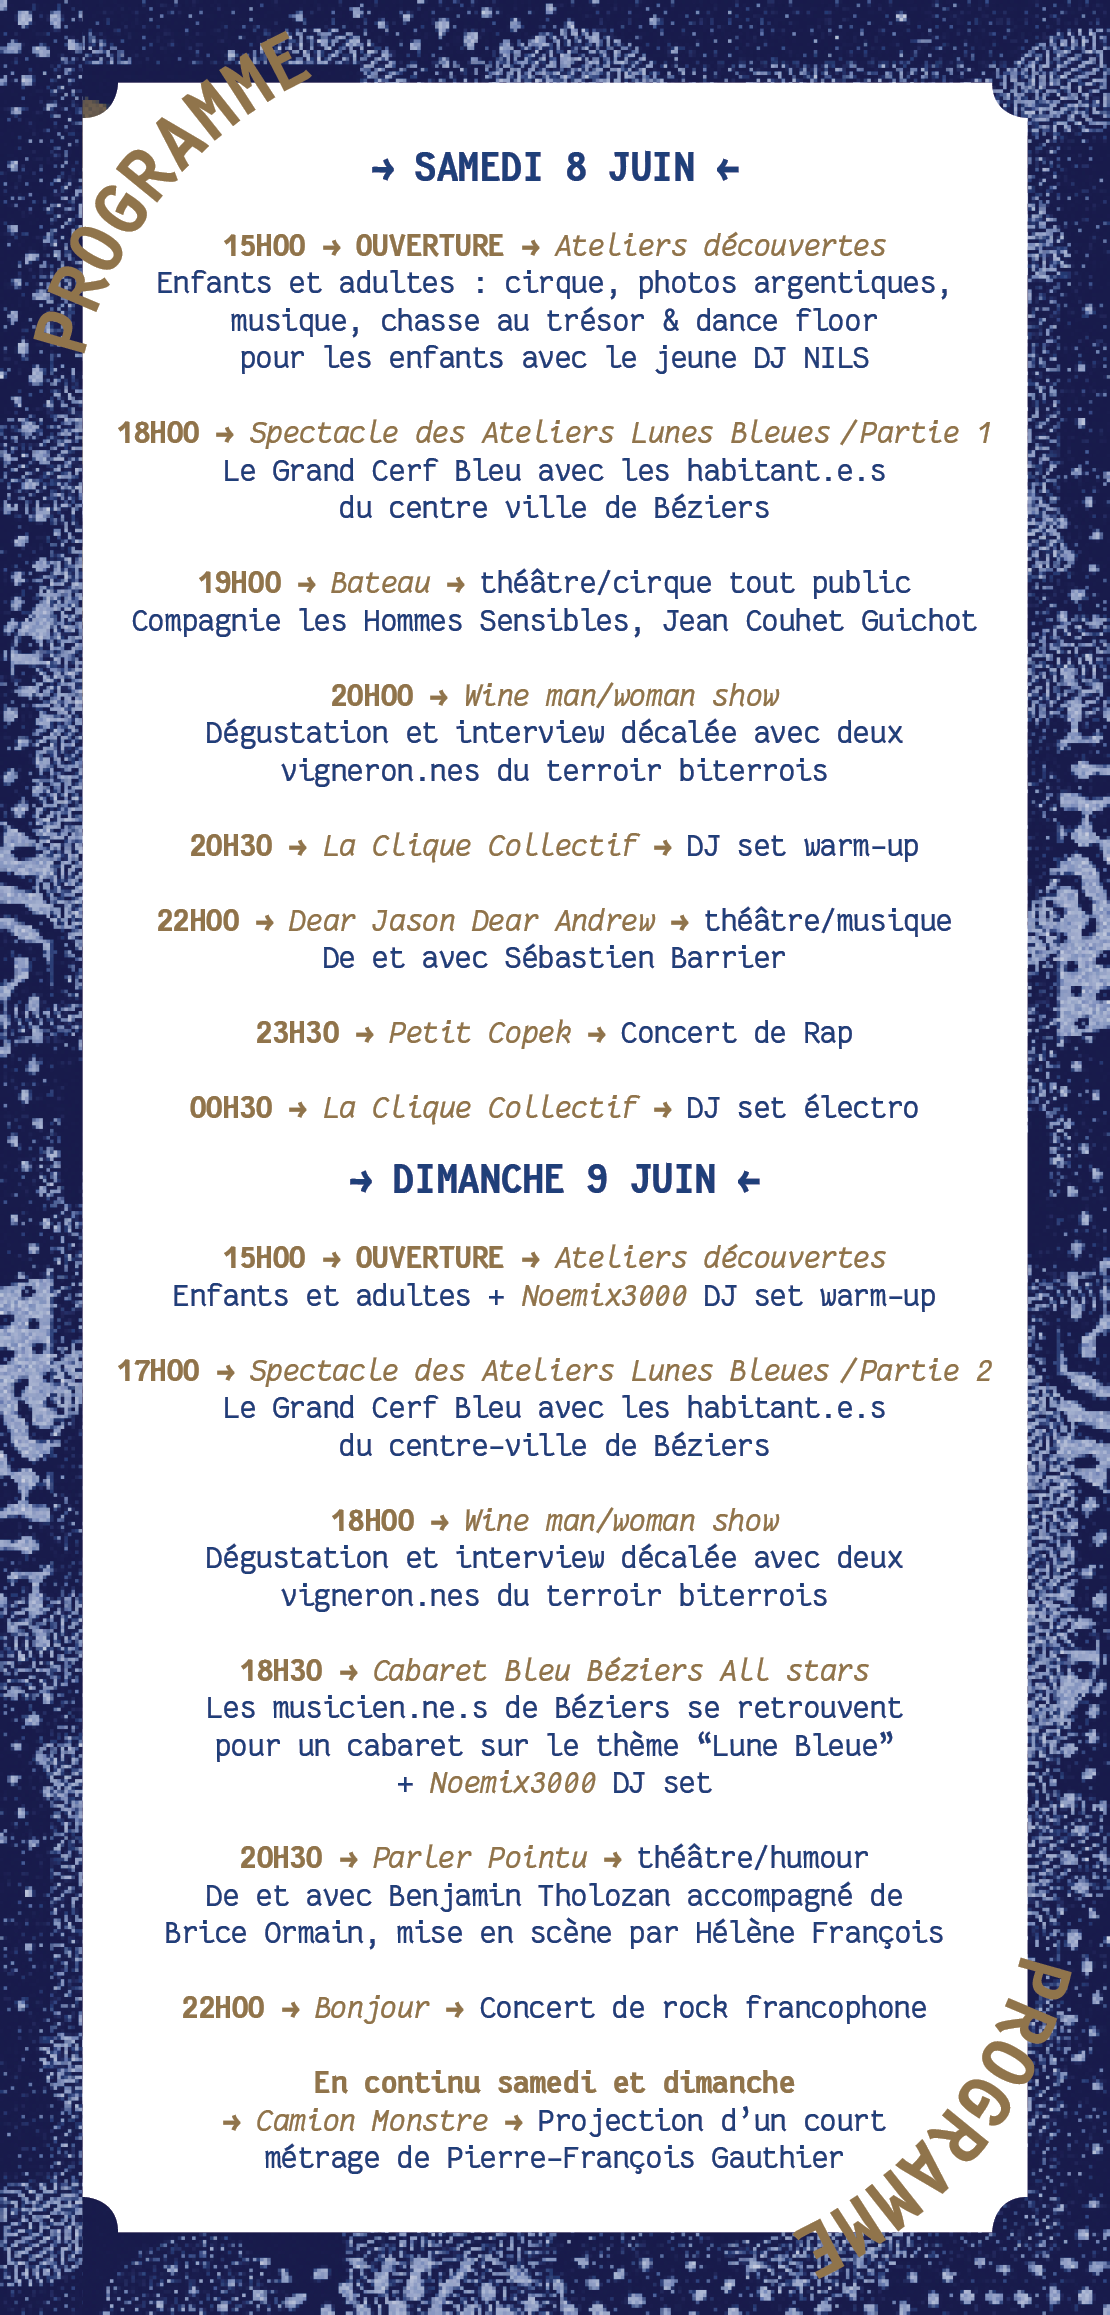 PROGRAMME
→ SAMEDI 8 JUIN ←
15H00 → OUVERTURE → Ateliers découvertes
Enfants et adultes : cirque, photos argentiques,
musique, chasse au trésor & dance floor
pour les enfants avec le jeune DJ NILS
18H00 → Spectacle des Ateliers Lunes Bleues /Partie 1
Le Grand Cerf Bleu avec les habitant.e.s
du centre ville de Béziers
19H00 → Bateau → théâtre/cirque tout public
Compagnie les Hommes Sensibles, Jean Couhet Guichot
20H00 → Wine man/woman show
Dégustation et interview décalée avec deux
vigneron.nes du terroir biterrois
20H30 → La Clique Collectif → DJ set warm-up
22H00 → Dear Jason Dear Andrew → théâtre/musique
De et avec Sébastien Barrier
23H30 → Petit Copek → Concert de Rap
00H30 → La Clique Collectif → DJ set électro
→ DIMANCHE 9 JUIN ←
15H00 → OUVERTURE → Ateliers découvertes
Enfants et adultes + Noemix3000 DJ set warm-up
17H00 → Spectacle des Ateliers Lunes Bleues /Partie 2
Le Grand Cerf Bleu avec les habitant.e.s
du centre-ville de Béziers
18H00 → Wine man/woman show
Dégustation et interview décalée avec deux
vigneron.nes du terroir biterrois
18H30 → Cabaret Bleu Béziers All stars
Les musicien.ne.s de Béziers se retrouvent
pour un cabaret sur le thème “Lune Bleue”
+ Noemix3000 DJ set
20H30 → Parler Pointu → théâtre/humour
De et avec Benjamin Tholozan accompagné de
Brice Ormain, mise en scène par Hélène François
22H00 → Bonjour → Concert de rock francophone
En continu samedi et dimanche
→ Camion Monstre → Projection d’un court
métrage de Pierre-François Gauthier
PROGRAMME